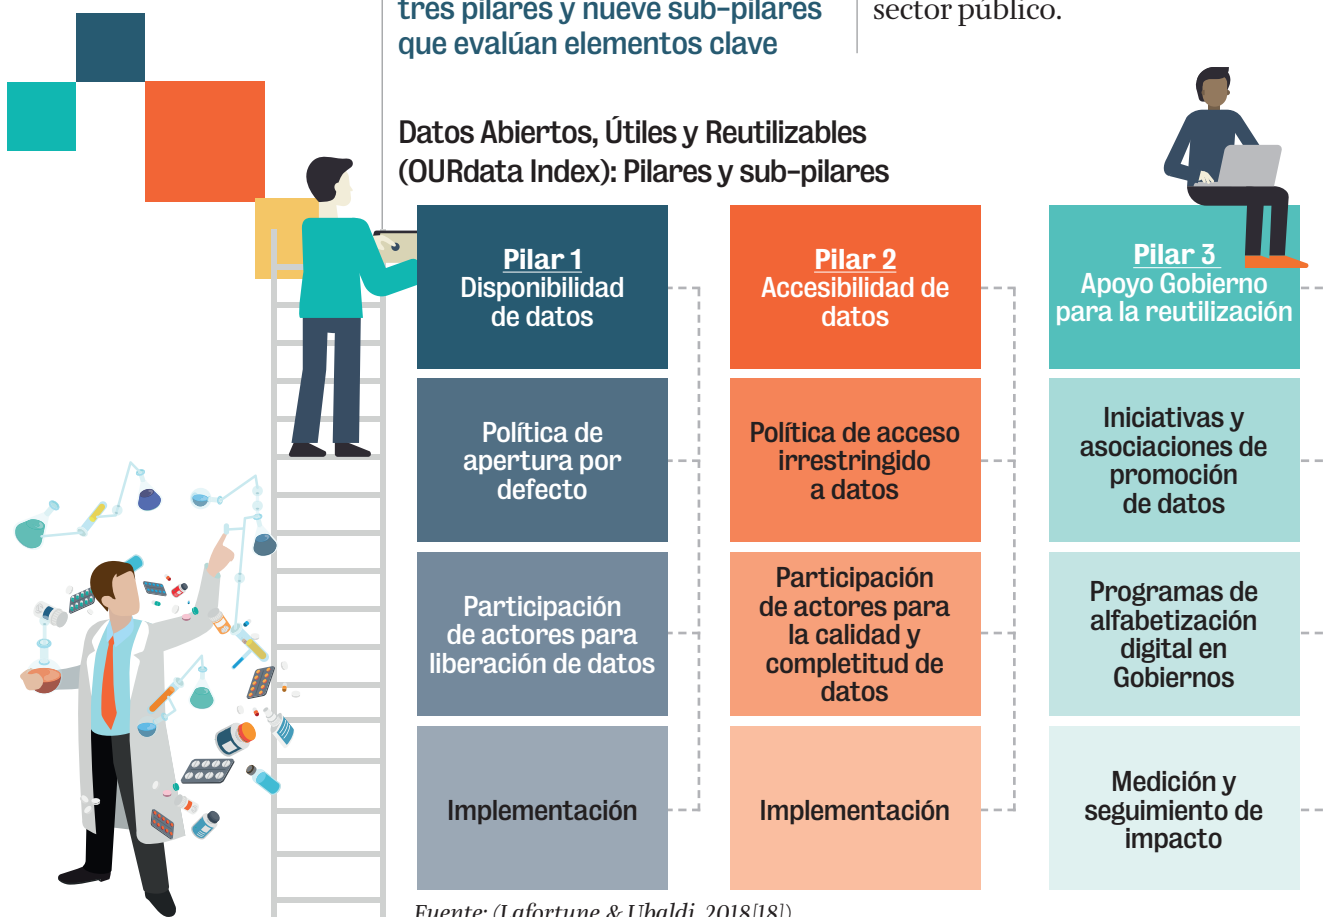 tres pilares y nueve sub-pilares
que evalúan elementos clave
sector público.
Datos Abiertos, Útiles y Reutilizables
(OURdata Index): Pilares y sub-pilares
Pilar 1
Disponibilidad
de datos
Política de
apertura por
defecto
Participación
de actores para
liberación de datos
Implementación
Pilar 2
Accesibilidad de
datos
Política de acceso
irrestringido
a datos
Participación
de actores para
la calidad y
completitud de
datos
Implementación
Pilar 3
Apoyo Gobierno
para la reutilización
Iniciativas y
asociaciones de
promoción
de datos
Programas de
alfabetización
digital en
Gobiernos
Medición y
seguimiento de
impacto
Fuente: (Lafortune & Ubaldi, 2018[18])